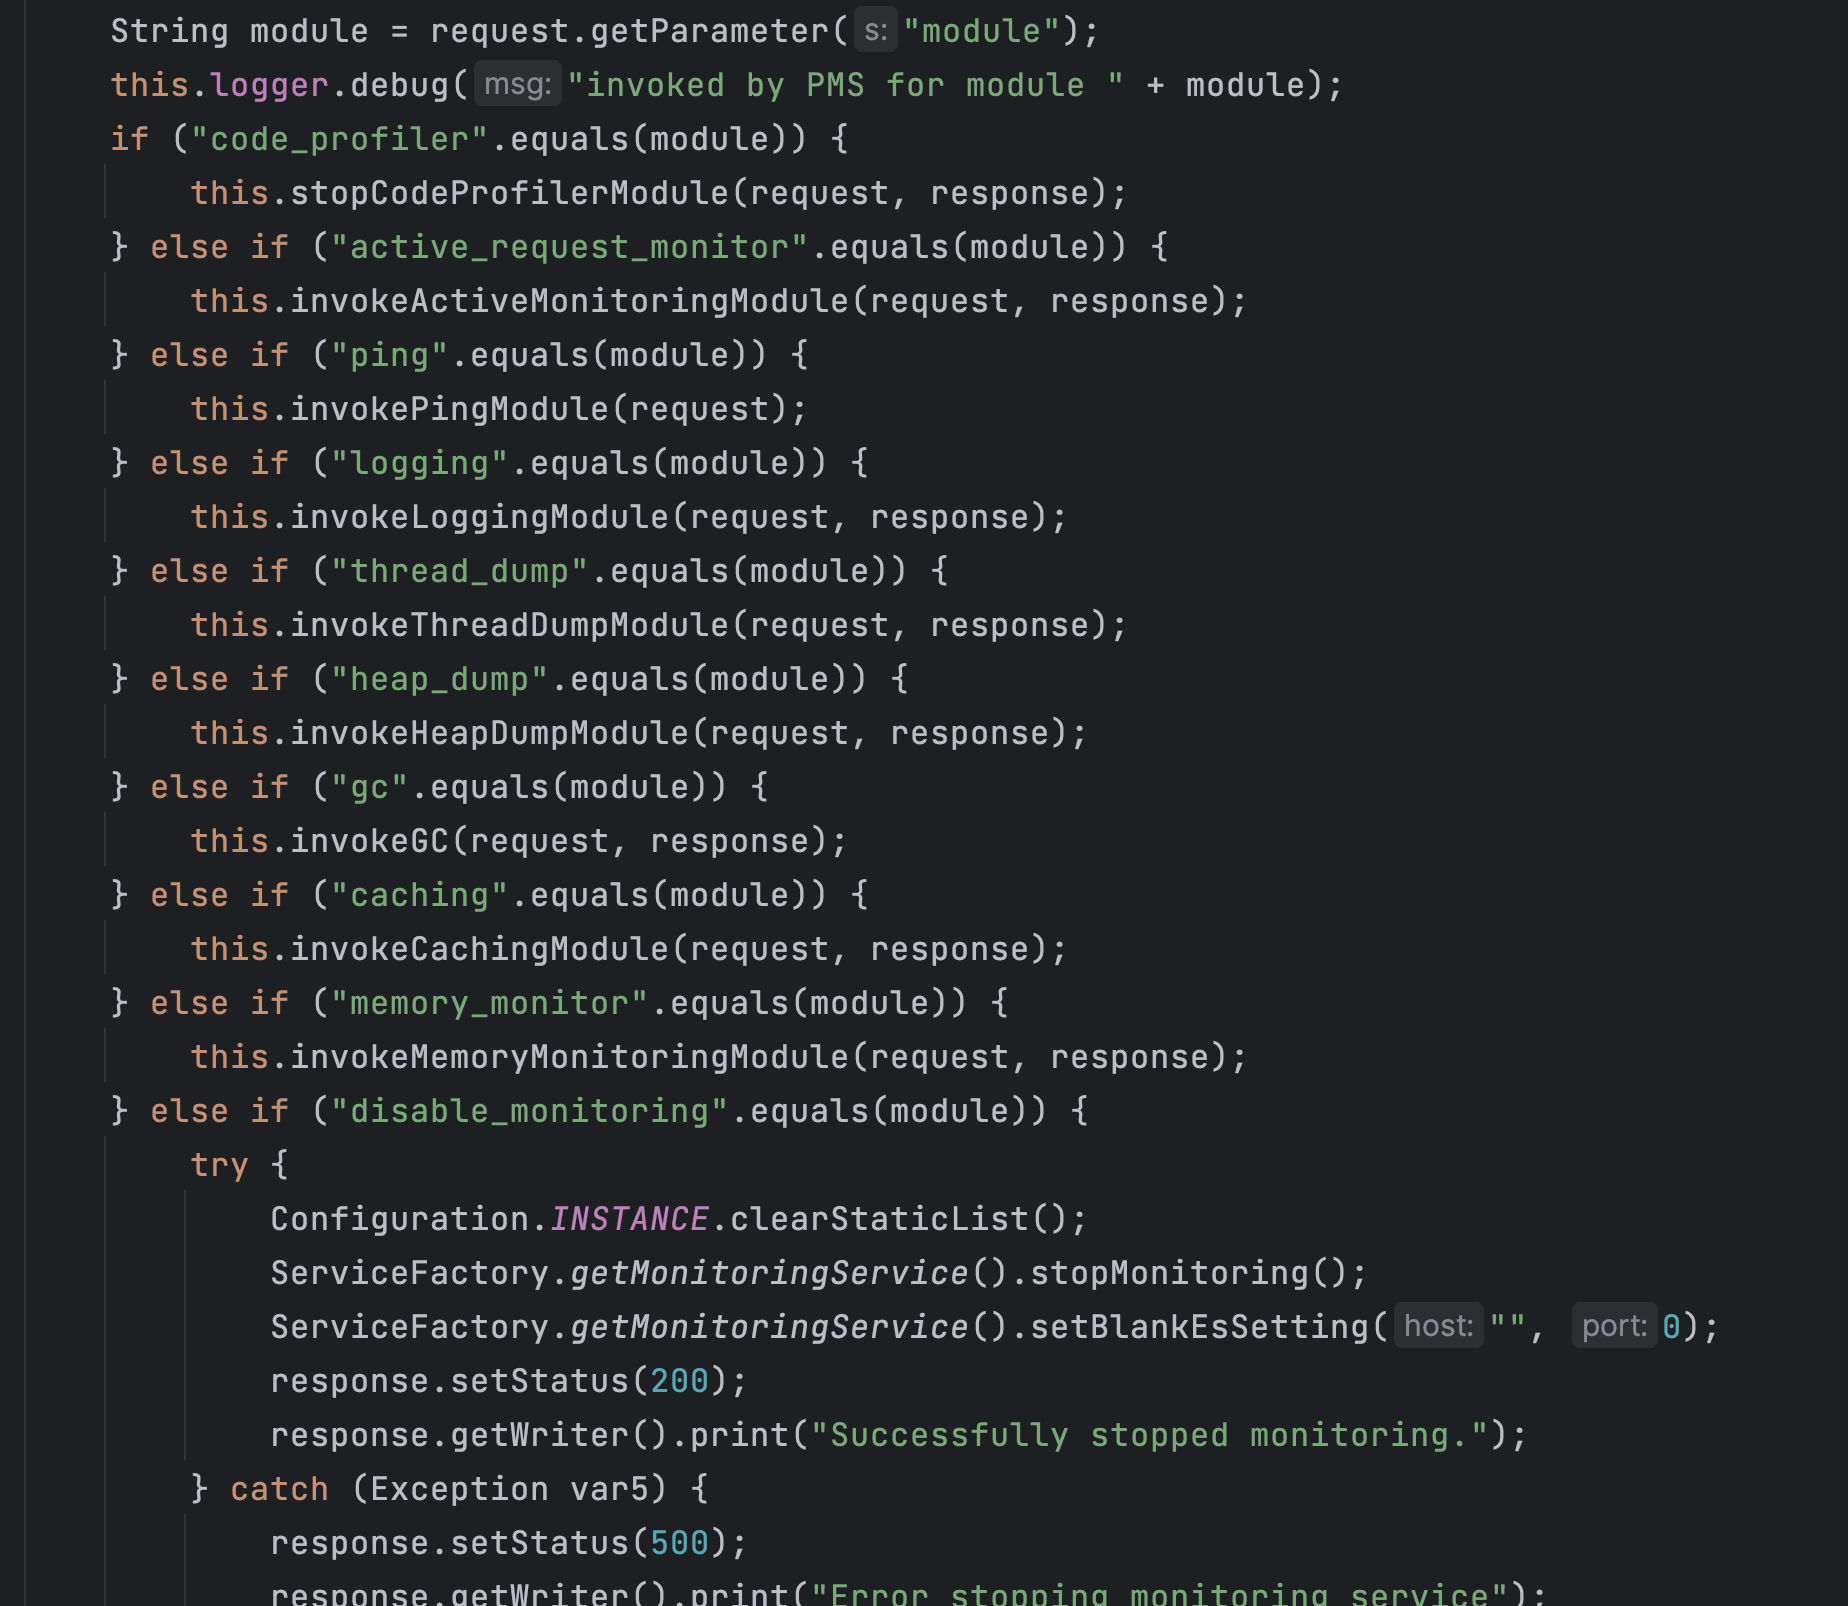 String module = request.getParameter( s: "module");
this.logger.debug( msg: "invoked by PMS for module " + module);
if ("code_profiler".equals(module)) {
    this.stopCodeProfilerModule(request, response);
} else if ("active_request_monitor".equals(module)) {
    this.invokeActiveMonitoringModule(request, response);
} else if ("ping".equals(module)) {
    this.invokePingModule(request);
} else if ("logging".equals(module)) {
    this.invokeLoggingModule(request, response);
} else if ("thread_dump".equals(module)) {
    this.invokeThreadDumpModule(request, response);
} else if ("heap_dump".equals(module)) {
    this.invokeHeapDumpModule(request, response);
} else if ("gc".equals(module)) {
    this.invokeGC(request, response);
} else if ("caching".equals(module)) {
    this.invokeCachingModule(request, response);
} else if ("memory_monitor".equals(module)) {
    this.invokeMemoryMonitoringModule(request, response);
} else if ("disable_monitoring".equals(module)) {
    try {
        Configuration.INSTANCE.clearStaticList();
        ServiceFactory.getMonitoringService().stopMonitoring();
        ServiceFactory.getMonitoringService().setBlankEsSetting( host: "", port: 0);
        response.setStatus(200);
        response.getWriter().print("Successfully stopped monitoring.");
    } catch (Exception var5) {
        response.setStatus(500);
        response.getWriter().print("Error stopping monitoring service");